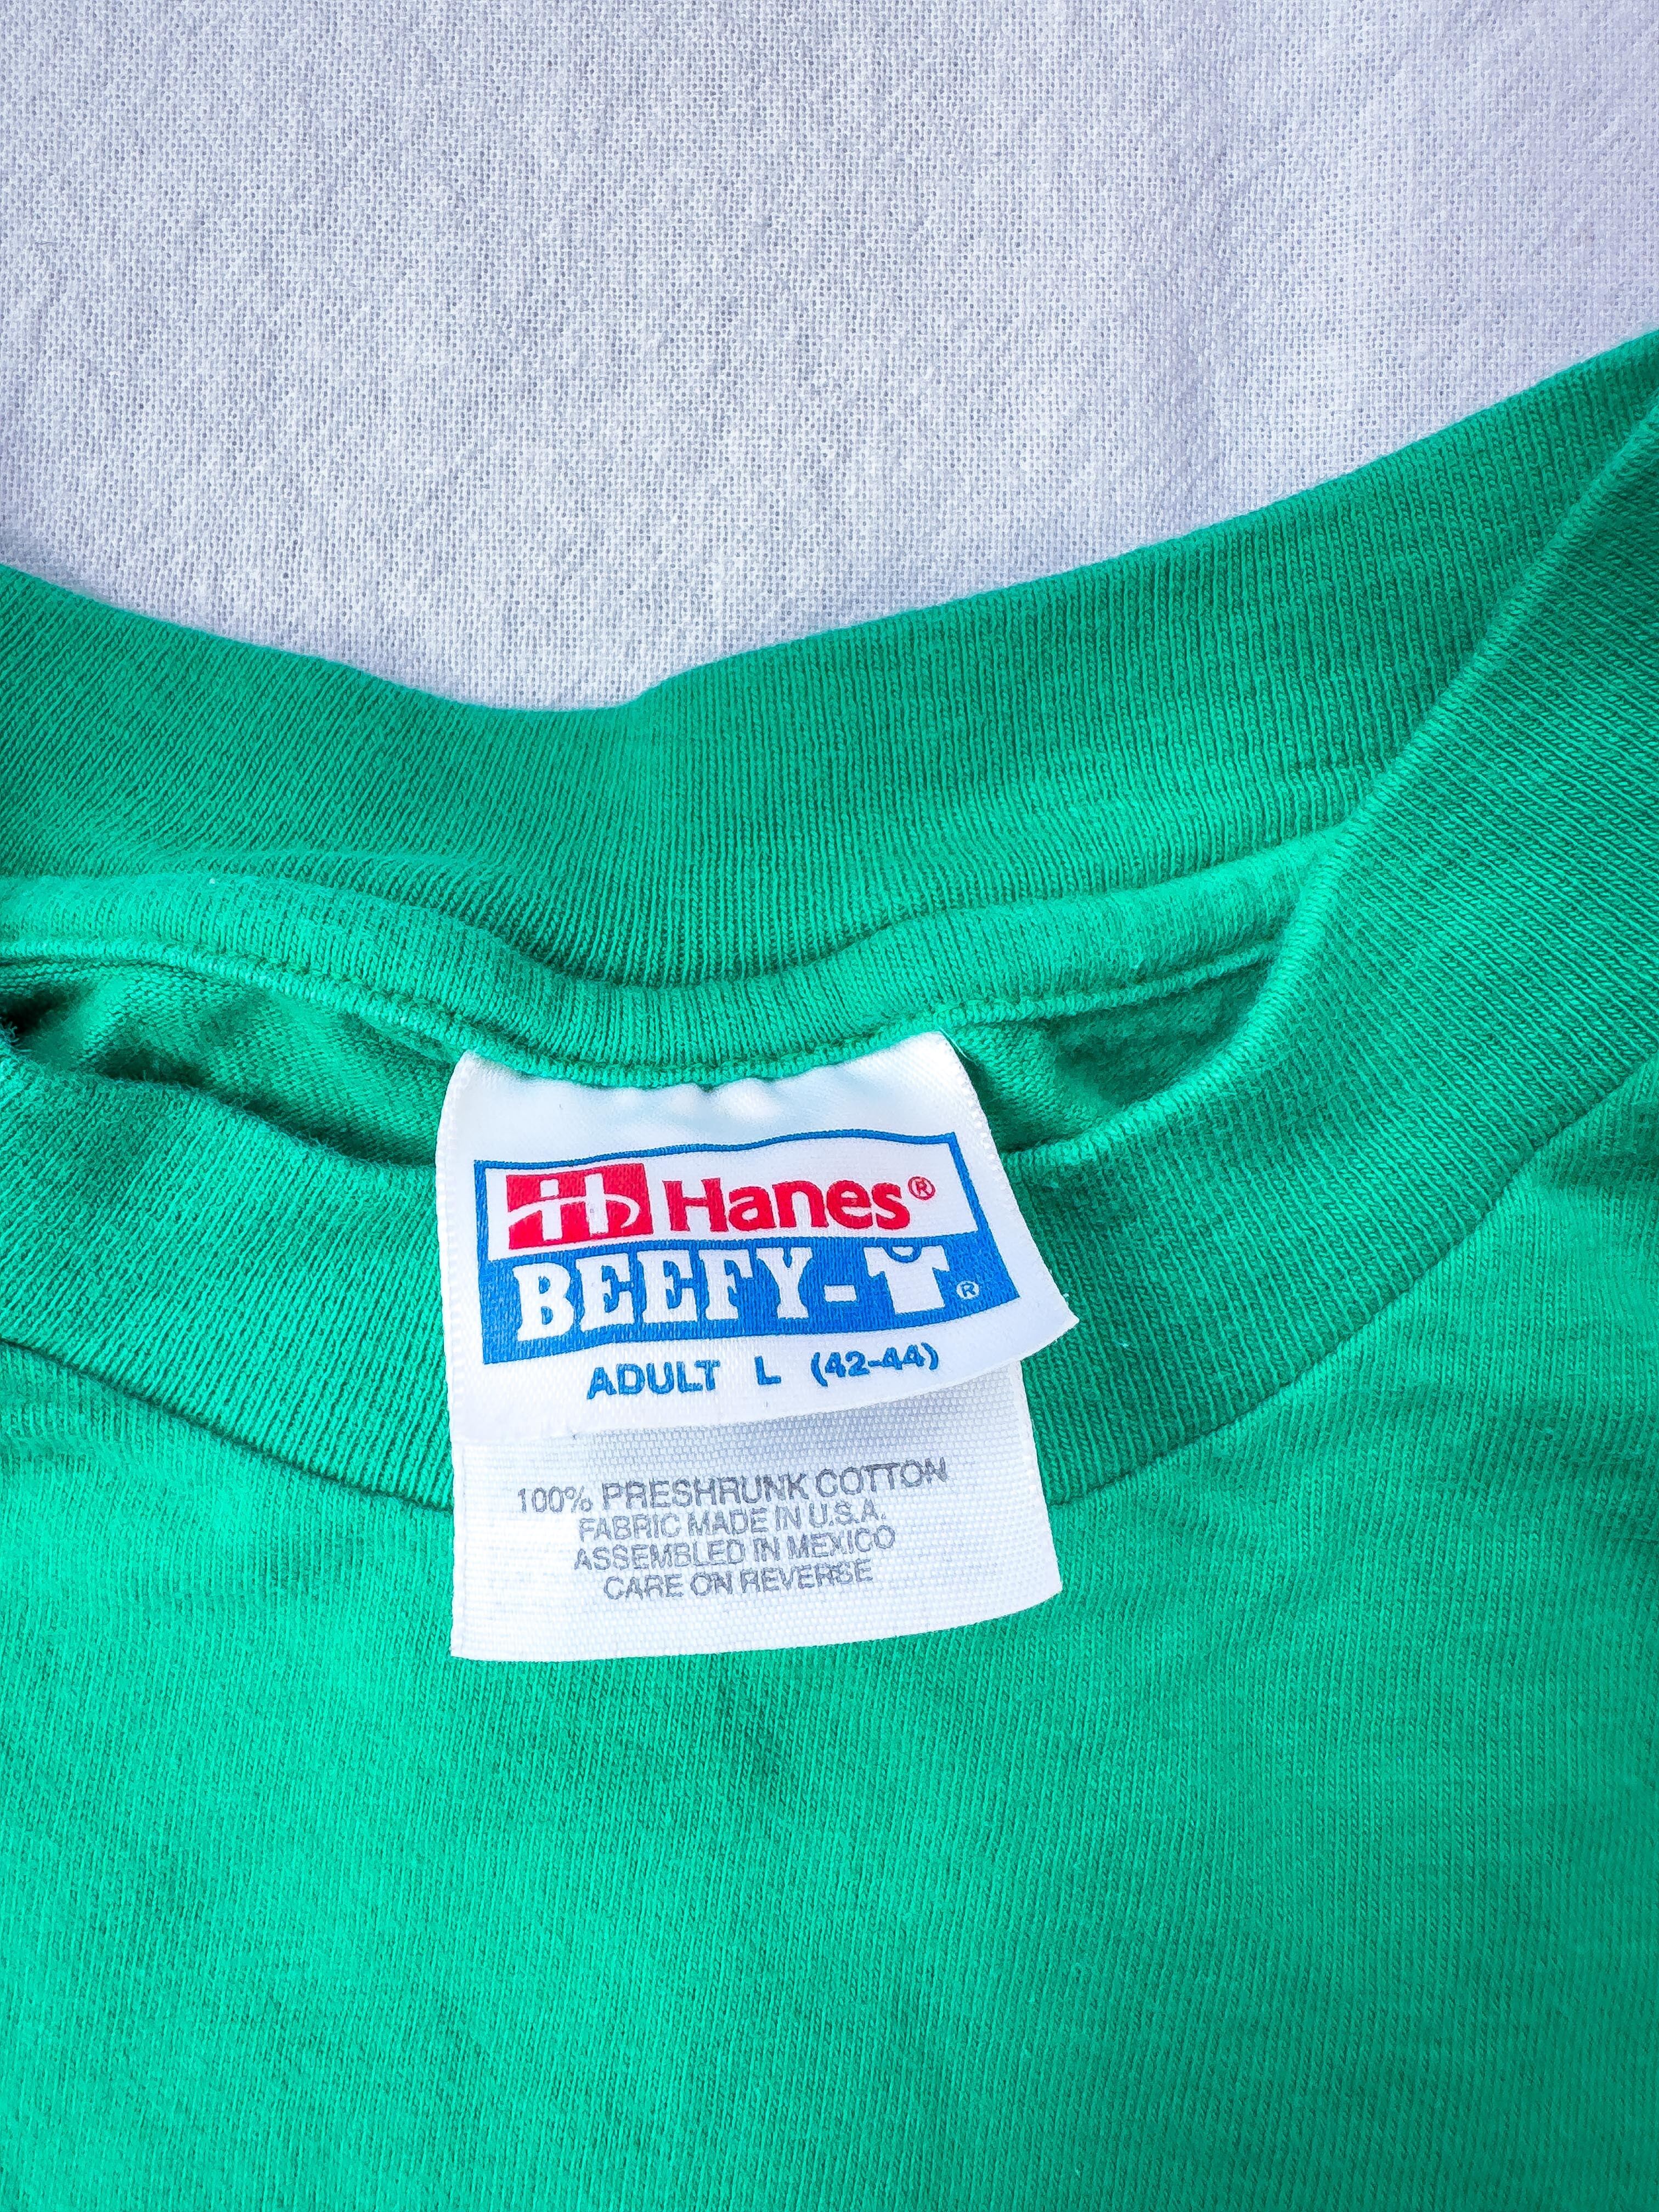 Hanes®
BEEFY-T®
ADULT L (42-44)
100% PRESHRUNK COTTON
FABRIC MADE IN U.S.A.
ASSEMBLED IN MEXICO
CARE ON REVERSE